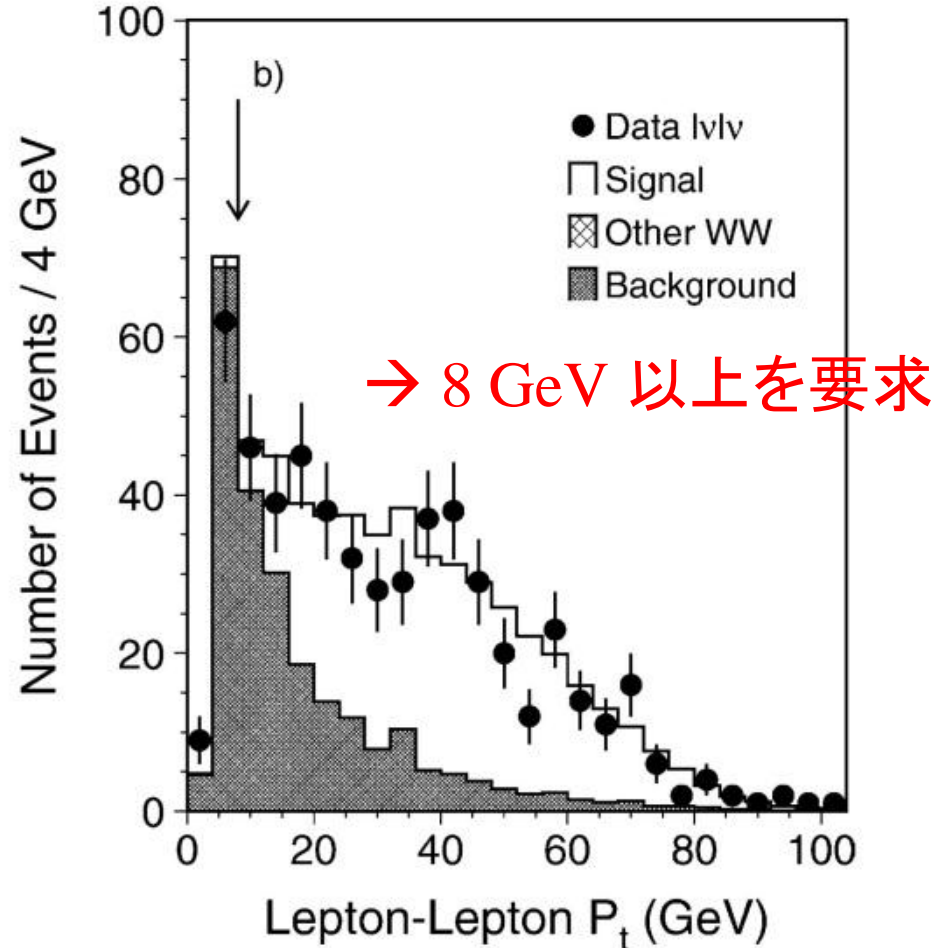 100
80
60
40
20
0
Number of Events / 4 GeV
b)
Data lνlν
Signal
Other WW
Background
→ 8 GeV 以上を要求
0 20 40 60 80 100
Lepton-Lepton Pt (GeV)